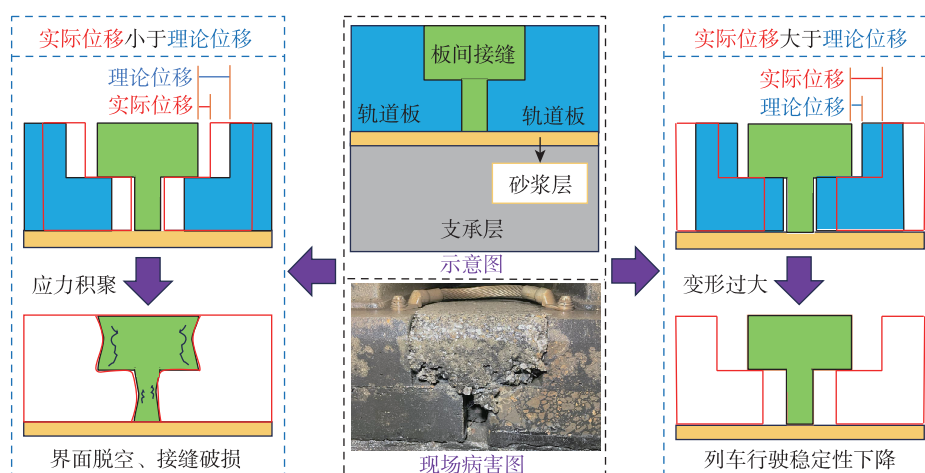 实际位移小于理论位移
理论位移
实际位移
应力积聚
界面脱空、接缝破损
板间接缝
轨道板
轨道板
砂浆层
支承层
示意图
现场病害图
实际位移大于理论位移
实际位移
理论位移
变形过大
列车行驶稳定性下降